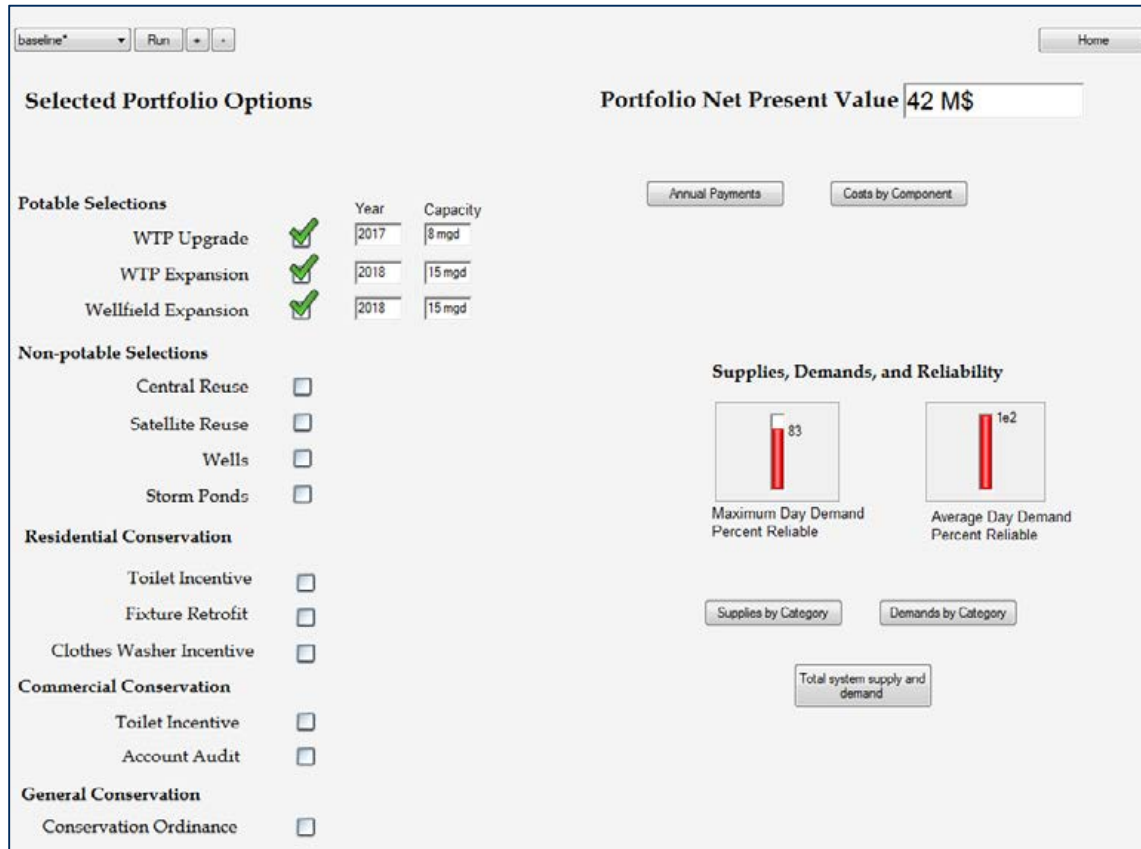 baseline* Run + - Home
Selected Portfolio Options
Portfolio Net Present Value 42 M$
Annual Payments Costs by Component
Potable Selections
Year Capacity
WTP Upgrade 2017 8 mgd
WTP Expansion 2018 15 mgd
Wellfield Expansion 2018 15 mgd
Non-potable Selections
Central Reuse
Satellite Reuse
Wells
Storm Ponds
Residential Conservation
Toilet Incentive
Fixture Retrofit
Clothes Washer Incentive
Commercial Conservation
Toilet Incentive
Account Audit
General Conservation
Conservation Ordinance
Supplies, Demands, and Reliability
83
Maximum Day Demand
Percent Reliable
1e2
Average Day Demand
Percent Reliable
Supplies by Category Demands by Category
Total system supply and
demand